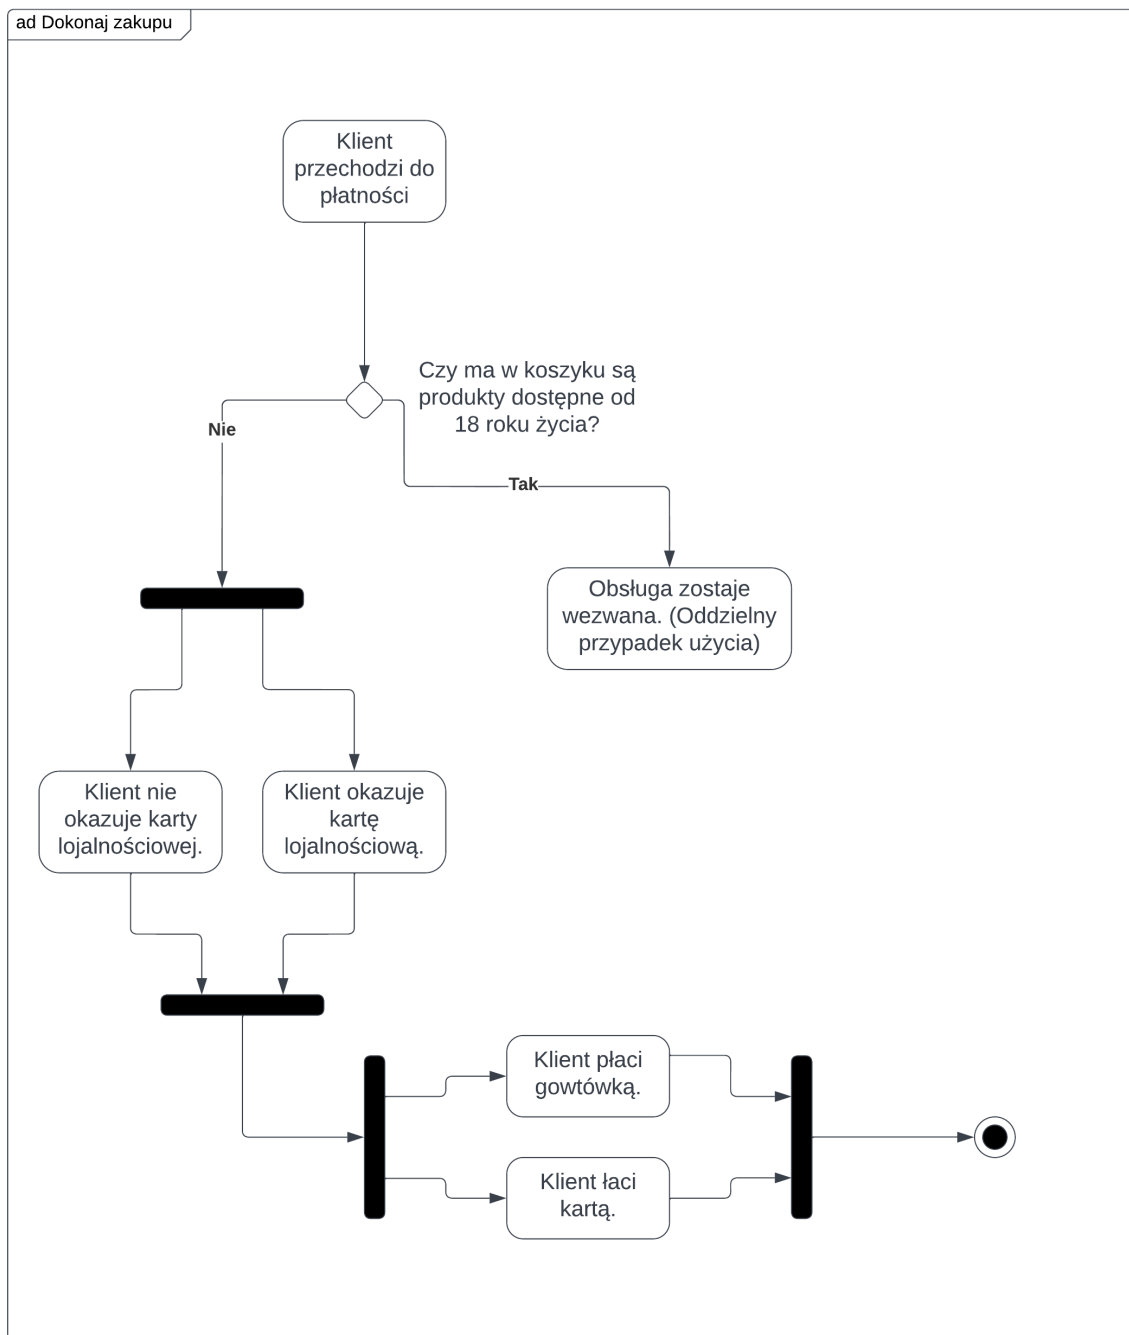 ad Dokonaj zakupu
Klient
przechodzi do
płatności
Czy ma w koszyku są
produkty dostępne od
18 roku życia?
Nie
Tak
Obsługa zostaje
wezwana. (Oddzielny
przypadek użycia)
Klient nie
okazuje karty
lojalnościowej.
Klient okazuje
kartę
lojalnościową.
Klient płaci
gowtówką.
Klient łaci
kartą.